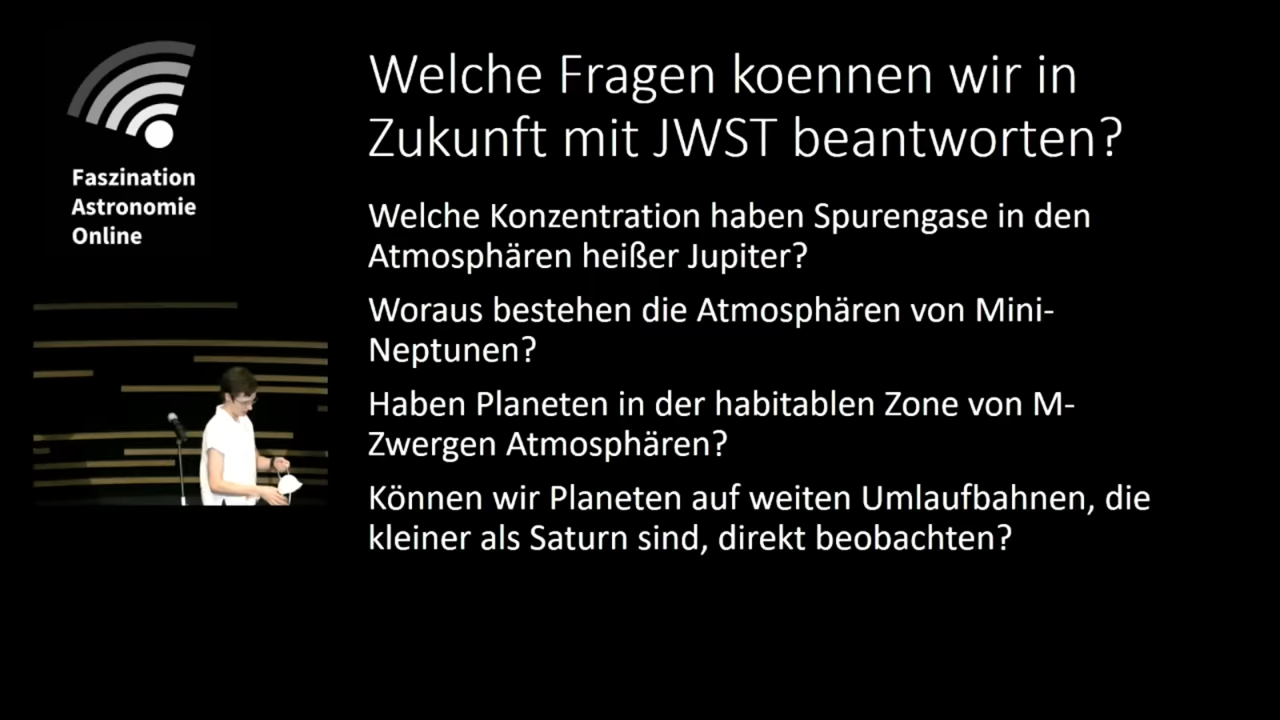 Faszination
Astronomie
Online
Welche Fragen koennen wir in
Zukunft mit JWST beantworten?
Welche Konzentration haben Spurengase in den
Atmosphären heißer Jupiter?
Woraus bestehen die Atmosphären von Mini-
Neptunen?
Haben Planeten in der habitablen Zone von M-
Zwergen Atmosphären?
Können wir Planeten auf weiten Umlaufbahnen, die
kleiner als Saturn sind, direkt beobachten?